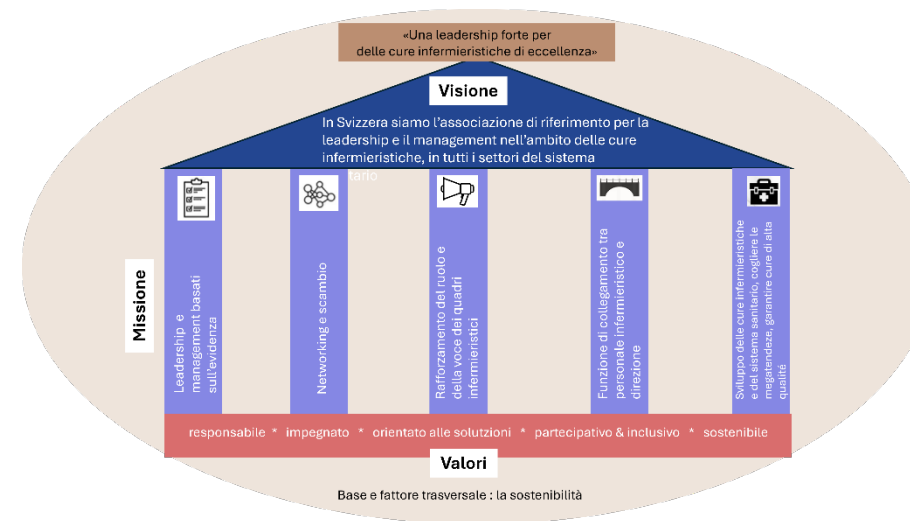 «Una leadership forte per
delle cure infermieristiche di eccellenza»
Visione
In Svizzera siamo l'associazione di riferimento per la
leadership e il management nell'ambito delle cure
infermieristiche, in tutti i settori del sistema
tario
Missione
Leadership e
management basati
sull'evidenza
Networking e scambio
Rafforzamento del ruolo e
della voce dei quadri
infermieristici
Funzione di collegamento tra
personale infermieristico e
direzione
Sviluppo delle cure infermieristiche
e del sistema sanitario, cogliere le
megatendeze, garantire cure di alta
qualité
responsabile * impegnato * orientato alle solutzioni * partecipativo & inclusivo * sostenibile
Valori
Base e fattore trasversale : la sostenibilità